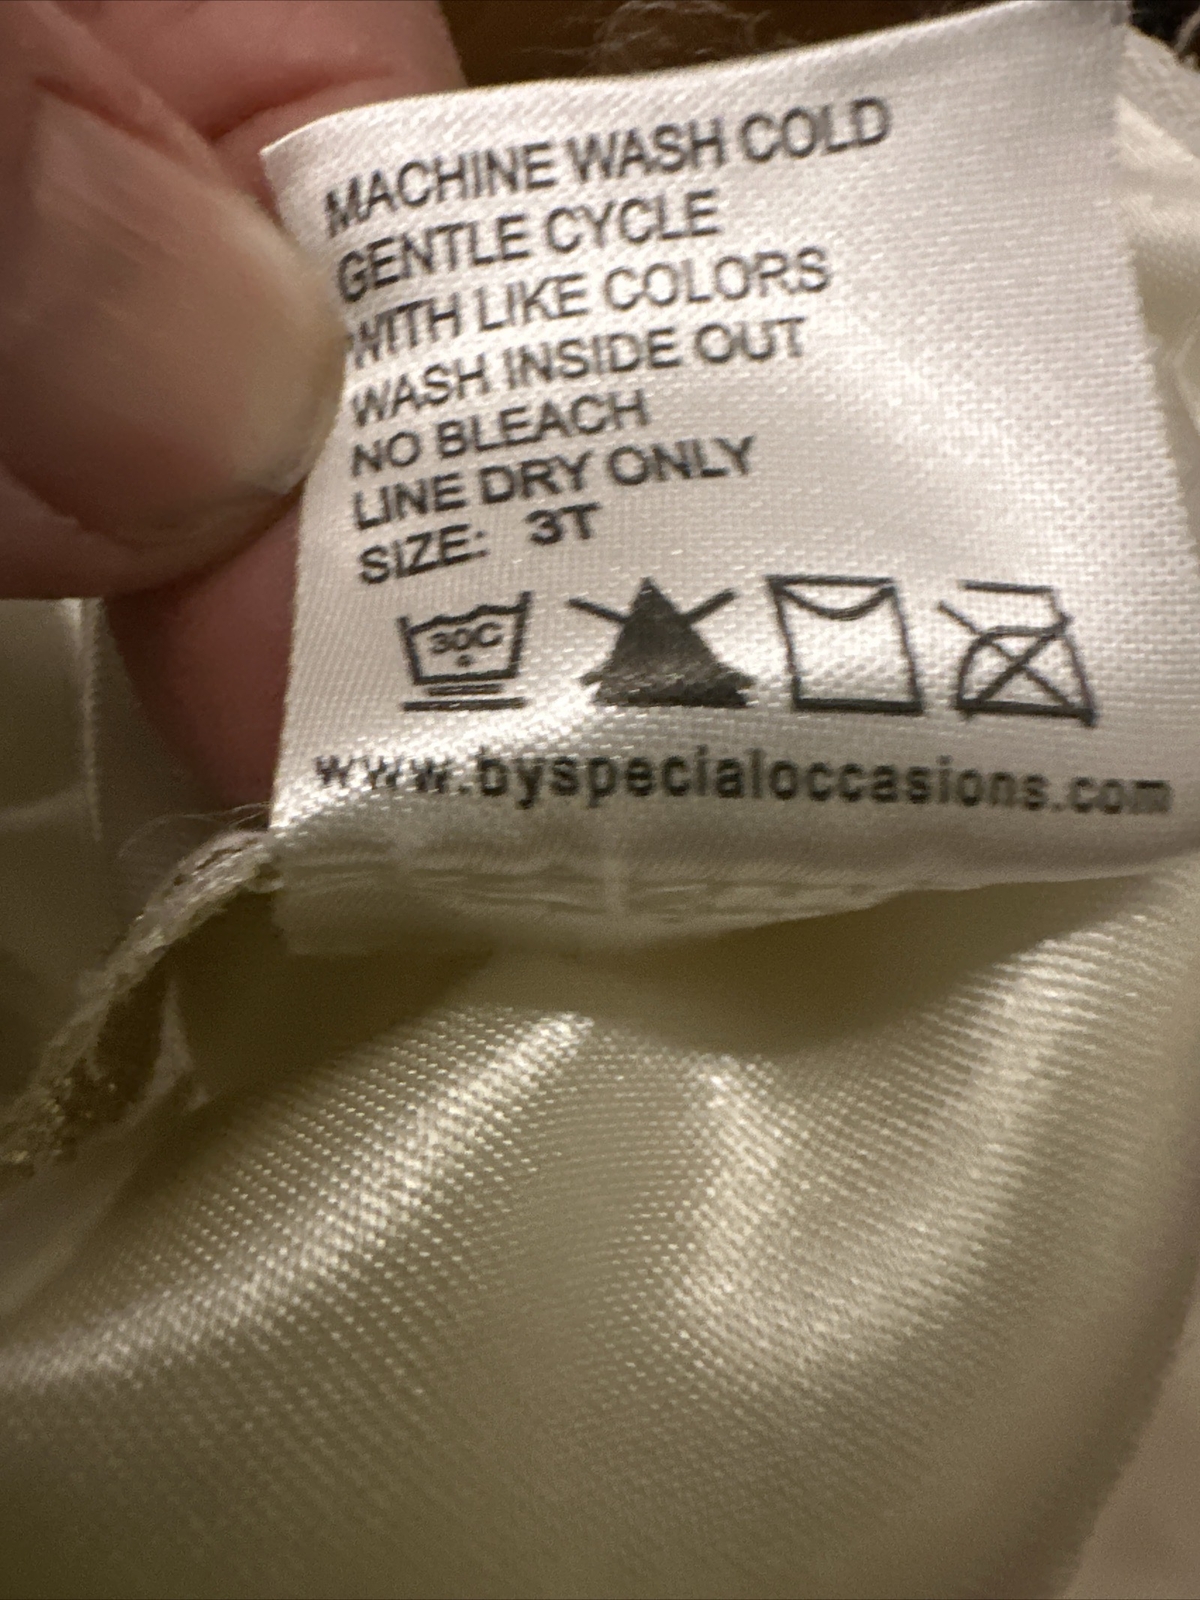 MACHINE WASH COLD
GENTLE CYCLE
WITH LIKE COLORS
WASH INSIDE OUT
NO BLEACH
LINE DRY ONLY
SIZE: 3T
30C
www.byspecialoccasions.com